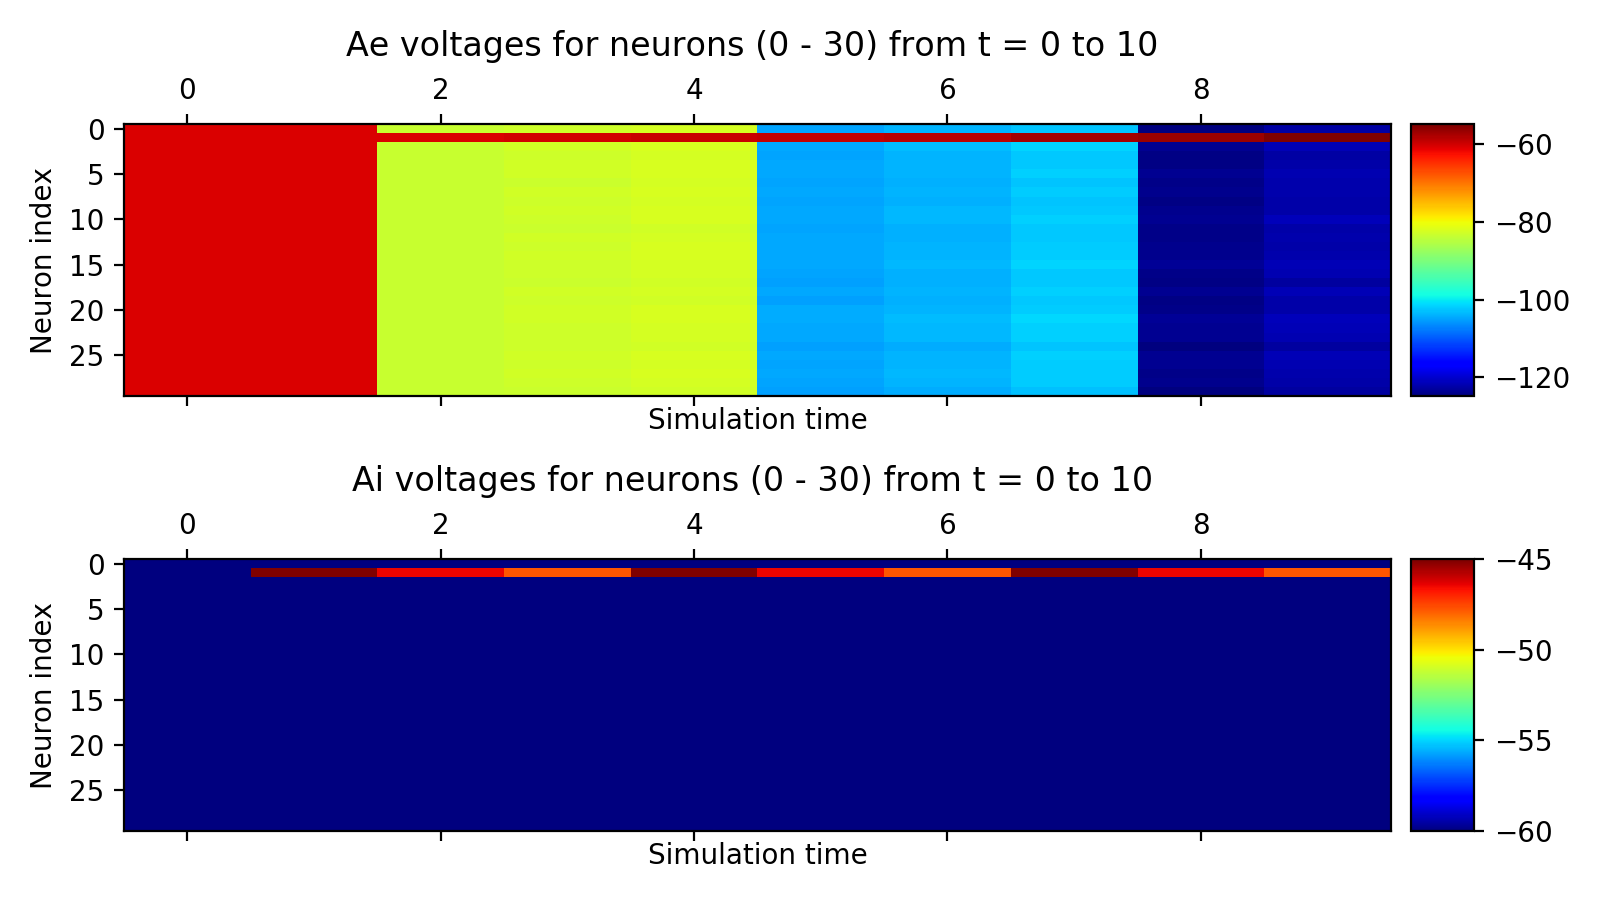 Ae voltages for neurons (0 - 30) from t = 0 to 10
0 2 4 6 8
0
5
10
15
20
25
Neuron index
Simulation time
−60
−80
−100
−120
Ai voltages for neurons (0 - 30) from t = 0 to 10
0 2 4 6 8
0
5
10
15
20
25
Neuron index
Simulation time
−45
−50
−55
−60